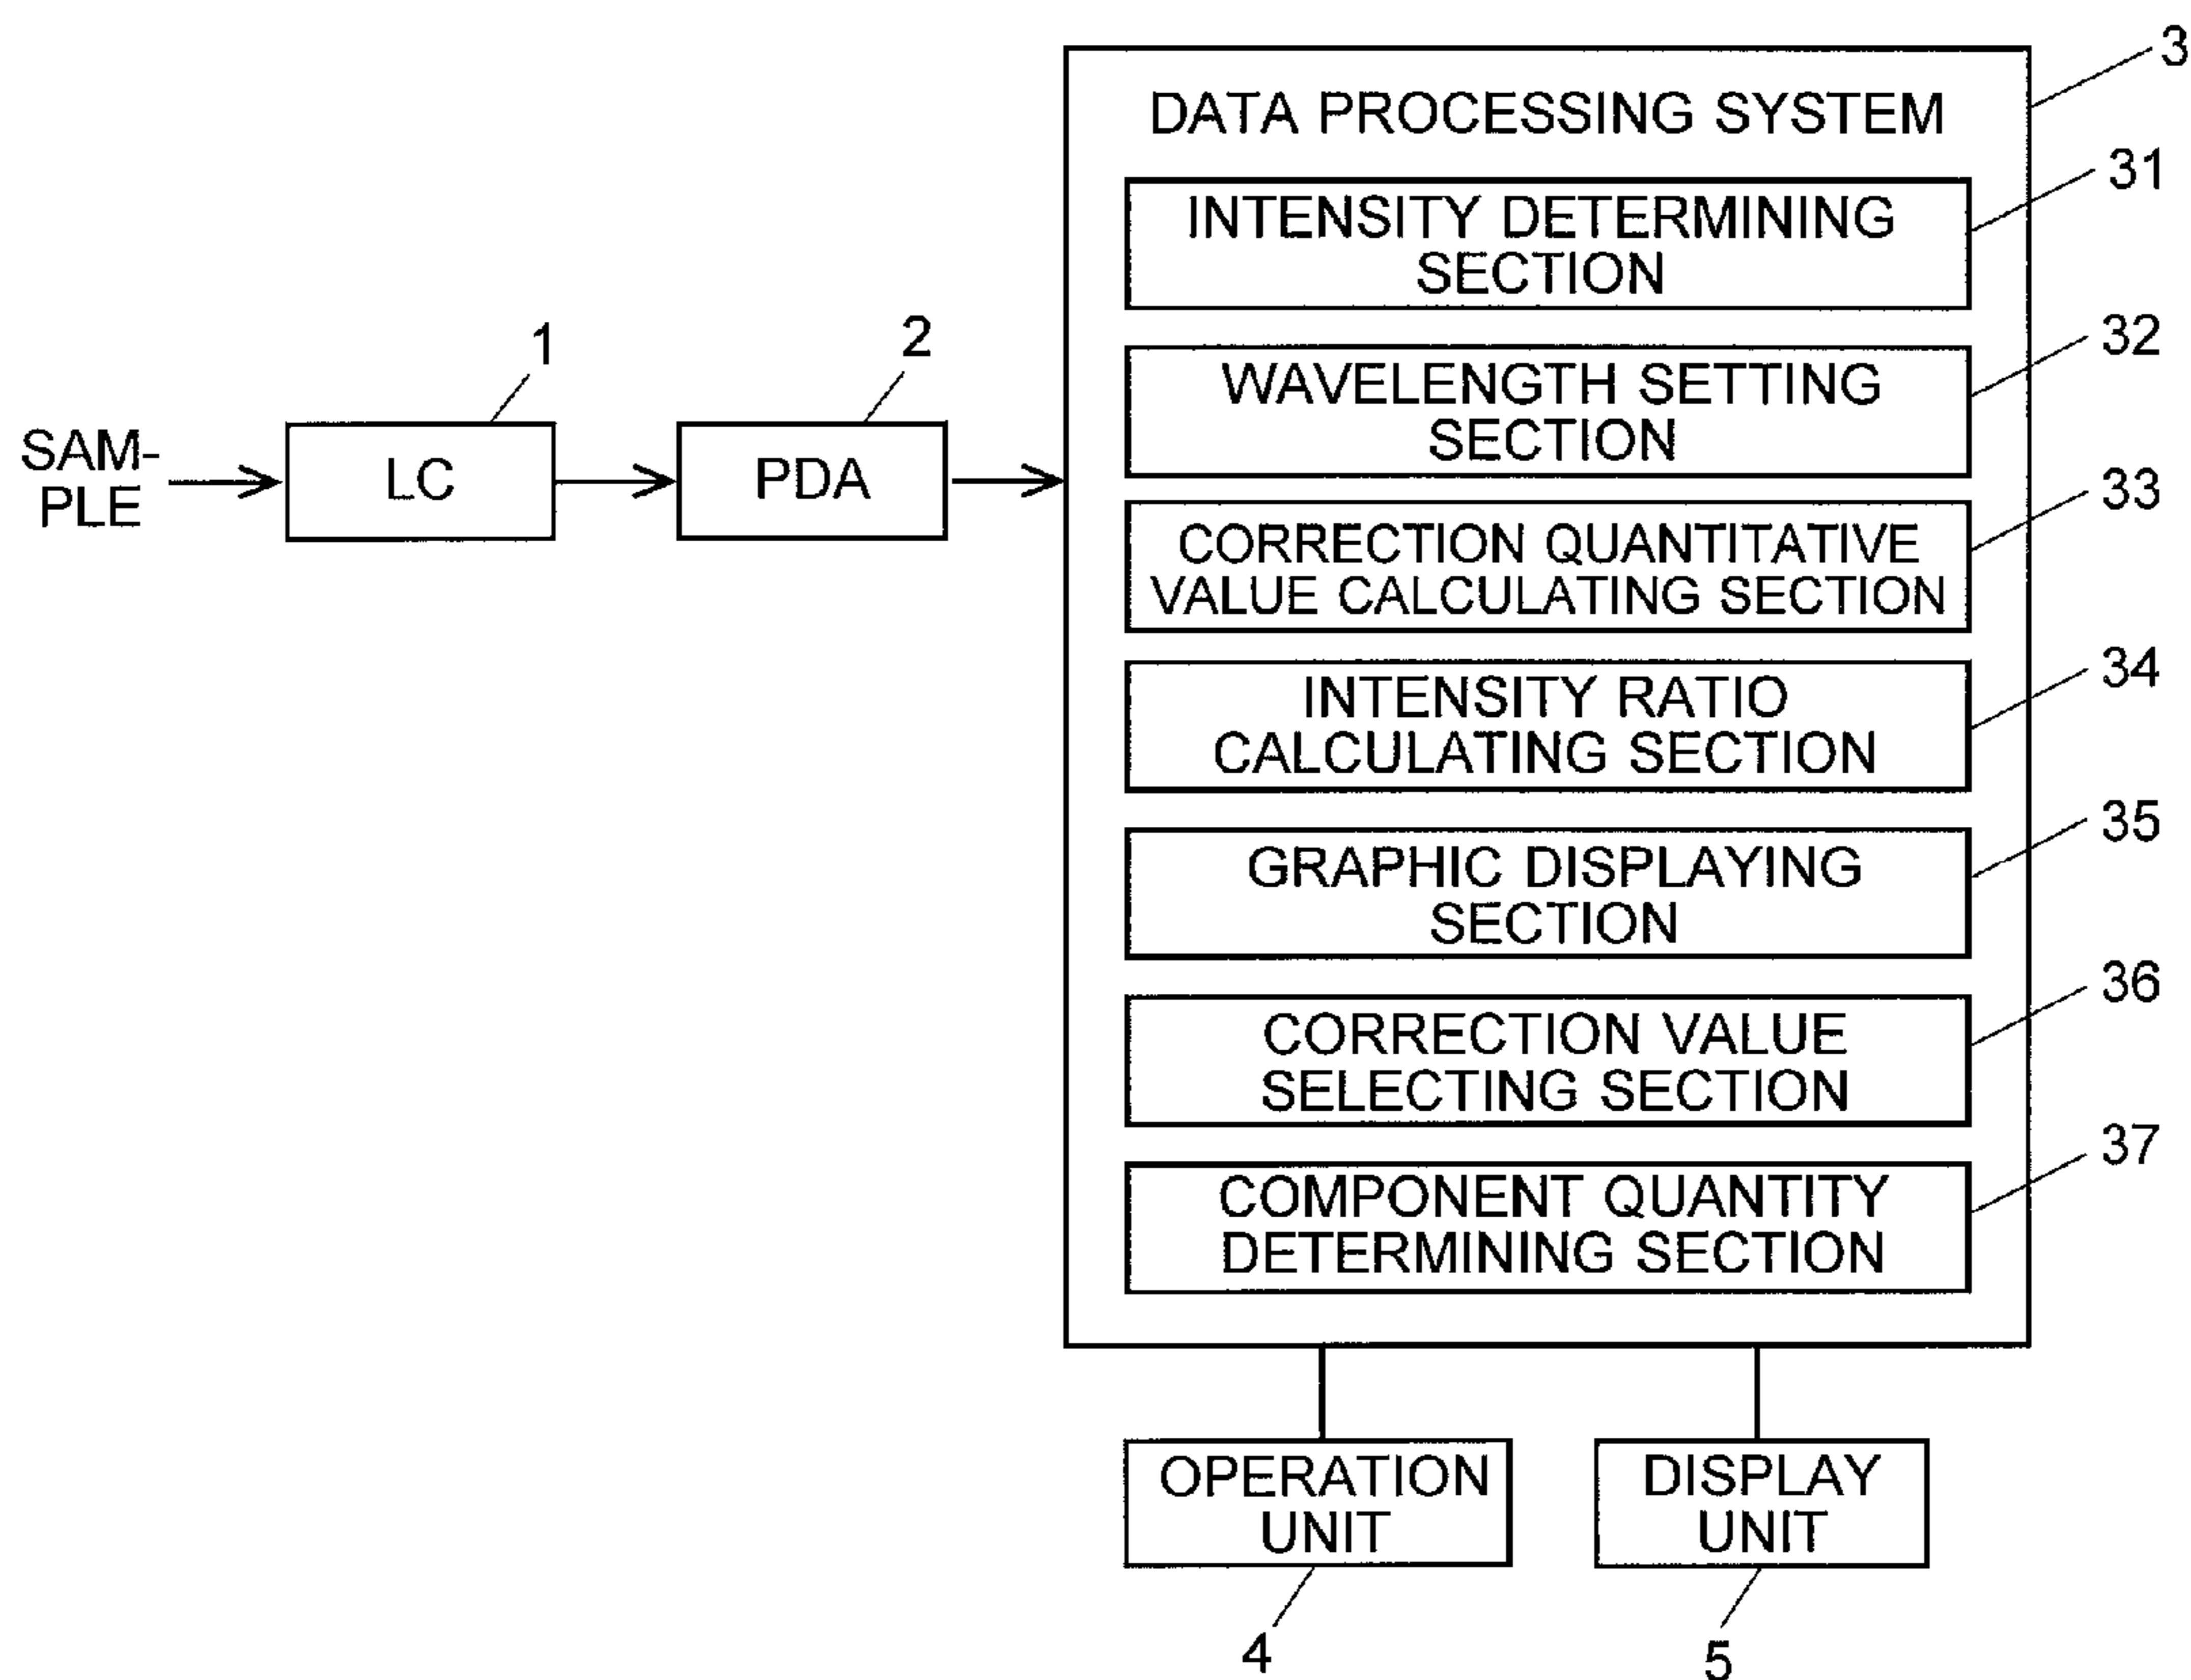 3
DATA PROCESSING SYSTEM
31
INTENSITY DETERMINING
SECTION
32
WAVELENGTH SETTING
SECTION
1
2
SAM-
PLE
LC
PDA
33
CORRECTION QUANTITATIVE
VALUE CALCULATING SECTION
34
INTENSITY RATIO
CALCULATING SECTION
35
GRAPHIC DISPLAYING
SECTION
36
CORRECTION VALUE
SELECTING SECTION
37
COMPONENT QUANTITY
DETERMINING SECTION
OPERATION
UNIT
DISPLAY
UNIT
4
5